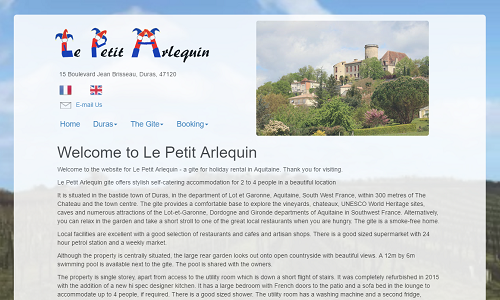 Le Petit Arlequin
15 Boulevard Jean Brisseau, Duras, 47120
E-mail Us
Home Duras The Gite Booking
Welcome to Le Petit Arlequin
Welcome to the website for Le Petit Arlequin - a gite for holiday rental in Aquitaine. Thank you for visiting.
Le Petit Arlequin gite offers stylish self-catering accommodation for 2 to 4 people in a beautiful location
It is situated in the bastide town of Duras, in the department of Lot et Garonne, Aquitaine, South West France, within 300 metres of The
Chateau and the town centre. The gite provides a comfortable base to explore the vineyards, chateaux, UNESCO World Heritage sites,
caves and numerous attractions of the Lot-et-Garonne, Dordogne and Gironde departments of Aquitaine in Southwest France. Alternatively,
you can relax in the garden and take a short stroll to one of the great local restaurants when you are hungry. The gite is a smoke-free home.
Local facilities are excellent with a good selection of restaurants and cafes and artisan shops. There is a good sized supermarket with 24
hour petrol station and a weekly market.
Although the property is centrally situated, the large rear garden looks out onto open countryside with beautiful views. A 12m by 6m
swimming pool is available next to the gite. The pool is shared with the owners.
The property is single storey, apart from access to the utility room which is down a short flight of stairs. It was completely refurbished in 2015
with the addition of a new hi spec designer kitchen. It has a large bedroom with French doors to the patio and a sofa bed in the lounge to
accommodate up to 4 people, if required. There is a good sized shower. The utility room has a washing machine and a second fridge,